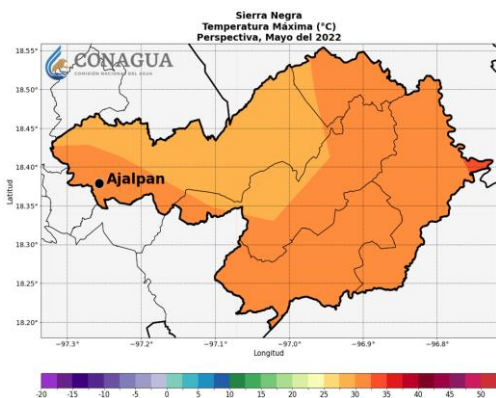 Sierra Negra
Temperatura Máxima (°C)
Perspectiva, Mayo del 2022
CONAGUA
COMISIÓN NACIONAL DEL AGUA
18.55°
18.50°
18.45°
18.40°
18.35°
18.30°
18.25°
18.20°
Latitud
Ajalpan
−97.3° −97.2° −97.1° −97.0° −96.9° −96.8°
Longitud
-20 -15 -10 -5 0 5 10 15 20 25 30 35 40 45 50